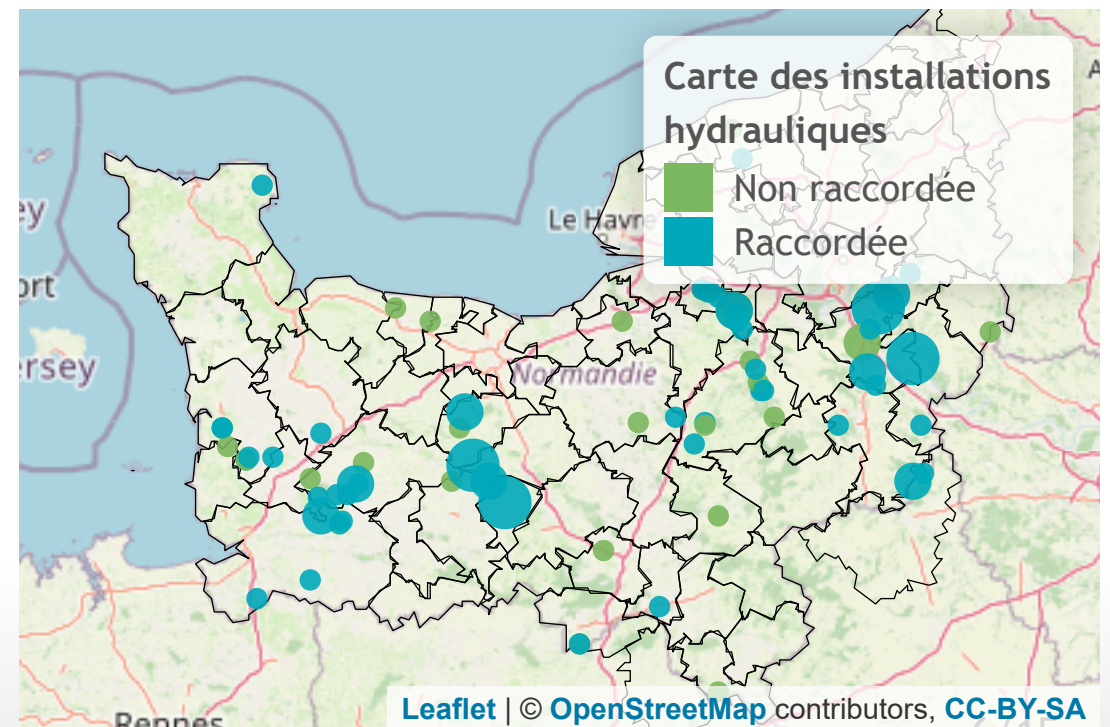 Carte des installations
hydrauliques
Non raccordée
Raccordée
ey
Le Havre
ort
ersey
Normandie
Rennes
A
Leaflet | © OpenStreetMap contributors, CC-BY-SA